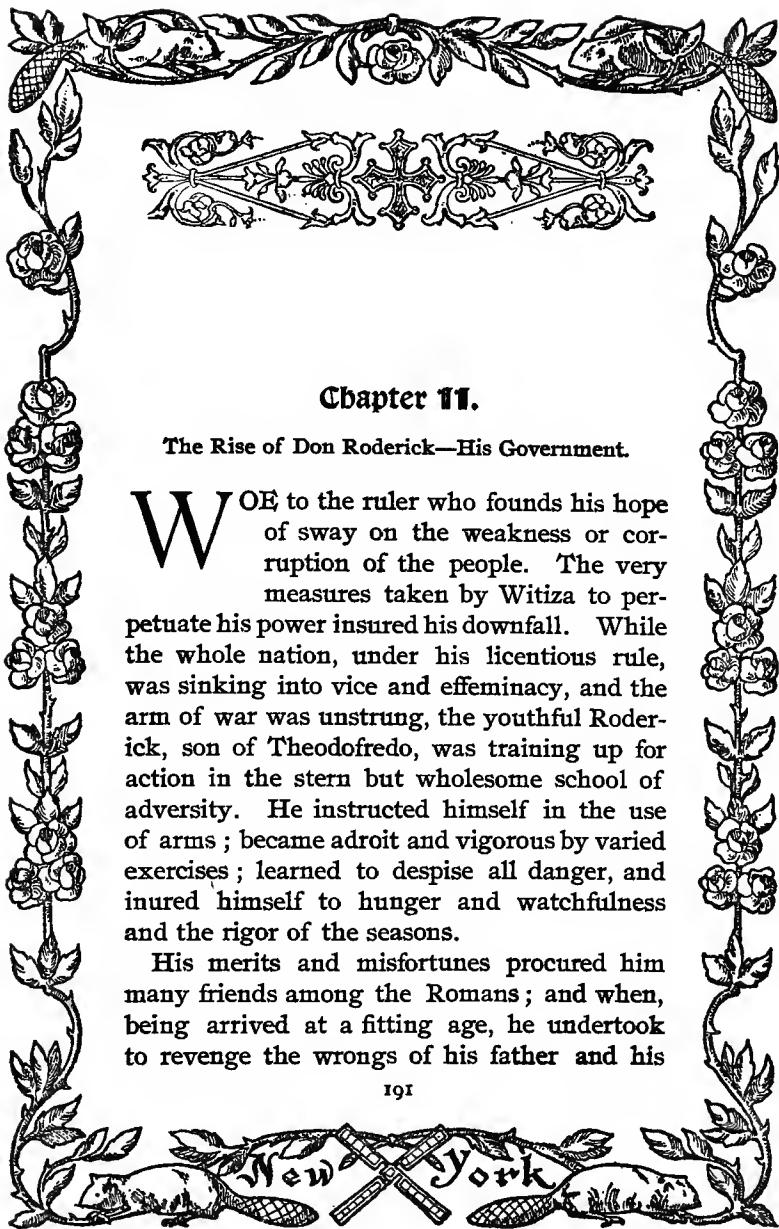 Chapter II.
The Rise of Don Roderick—His Government.
WOE to the ruler who founds his hope
of sway on the weakness or cor-
ruption of the people. The very
measures taken by Witiza to per-
petuate his power insured his downfall. While
the whole nation, under his licentious rule,
was sinking into vice and effeminacy, and the
arm of war was unstrung, the youthful Roder-
ick, son of Theodofredo, was training up for
action in the stern but wholesome school of
adversity. He instructed himself in the use
of arms ; became adroit and vigorous by varied
exercises ; learned to despise all danger, and
inured himself to hunger and watchfulness
and the rigor of the seasons.
His merits and misfortunes procured him
many friends among the Romans ; and when,
being arrived at a fitting age, he undertook
to revenge the wrongs of his father and his
191
New York